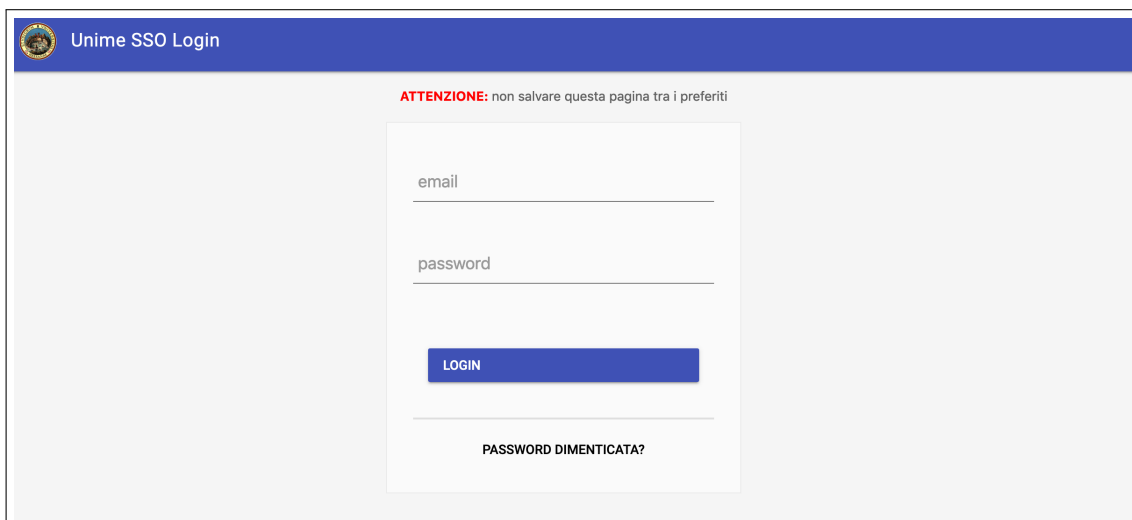 Unime SSO Login
ATTENZIONE: non salvare questa pagina tra i preferiti
email
password
LOGIN
PASSWORD DIMENTICATA?